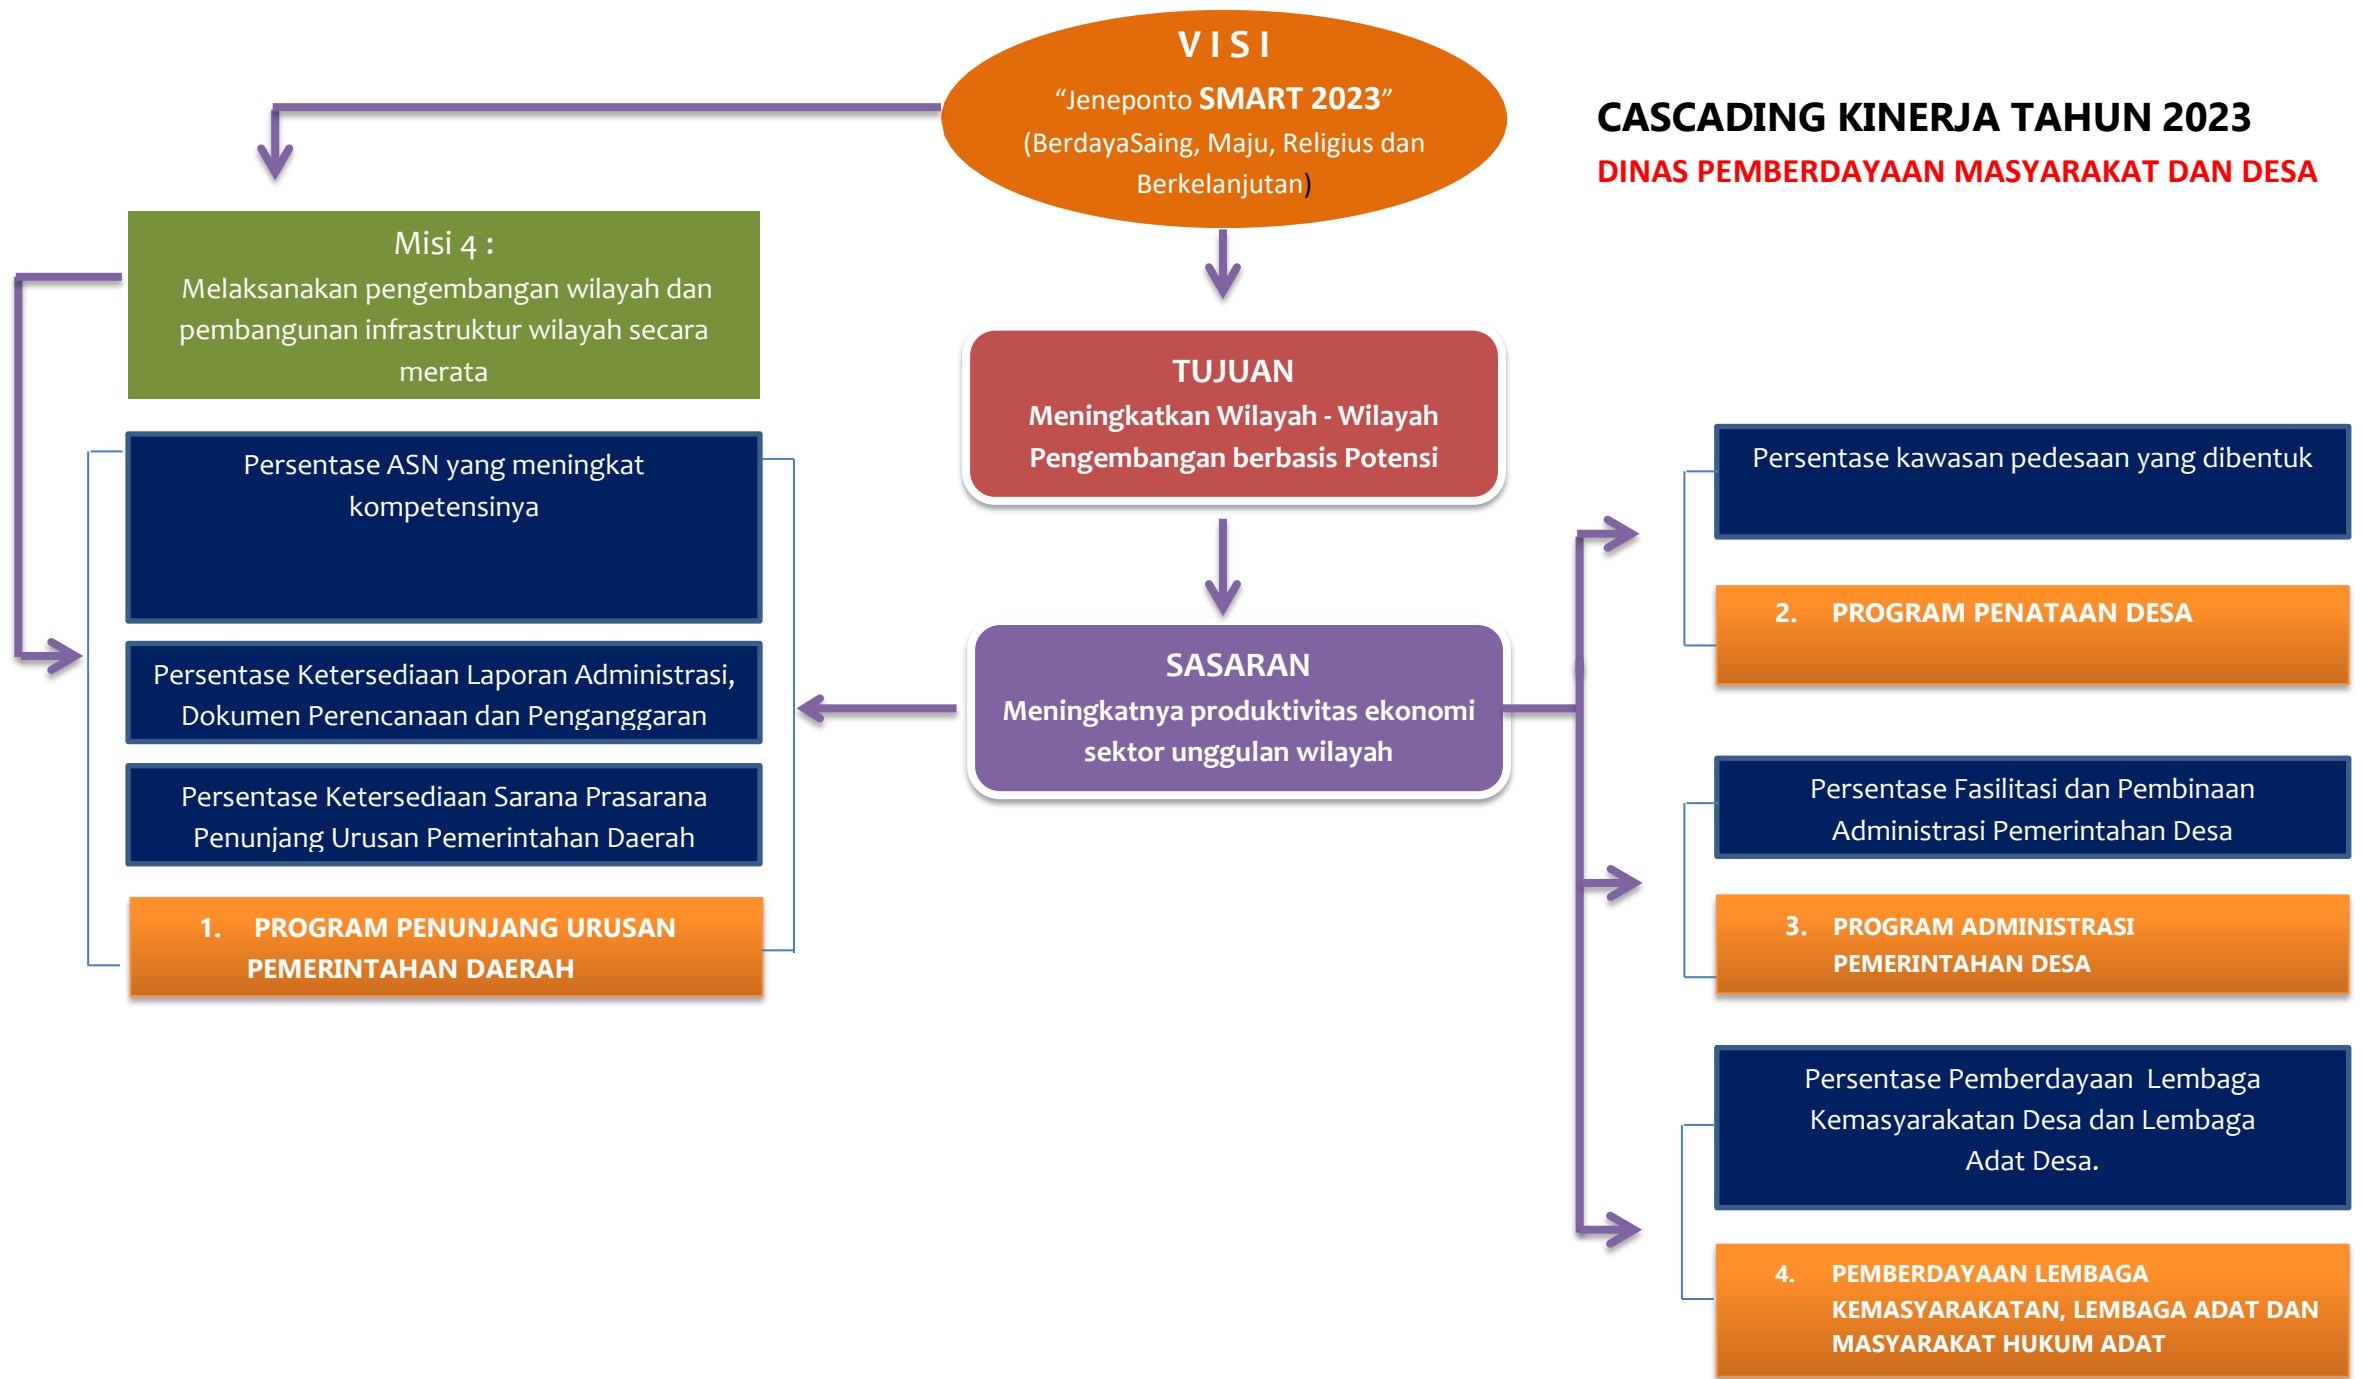 V I S I
“Jeneponto SMART 2023”
(BerdayaSaing, Maju, Religius dan
Berkelanjutan)
CASCADING KINERJA TAHUN 2023
DINAS PEMBERDAYAAN MASYARAKAT DAN DESA
Misi 4 :
Melaksanakan pengembangan wilayah dan
pembangunan infrastruktur wilayah secara
merata
TUJUAN
Meningkatkan Wilayah - Wilayah
Pengembangan berbasis Potensi
SASARAN
Meningkatnya produktivitas ekonomi
sektor unggulan wilayah
Persentase ASN yang meningkat
kompetensinya
Persentase Ketersediaan Laporan Administrasi,
Dokumen Perencanaan dan Penganggaran
Persentase Ketersediaan Sarana Prasarana
Penunjang Urusan Pemerintahan Daerah
1. PROGRAM PENUNJANG URUSAN
PEMERINTAHAN DAERAH
Persentase kawasan pedesaan yang dibentuk
2. PROGRAM PENATAAN DESA
Persentase Fasilitasi dan Pembinaan
Administrasi Pemerintahan Desa
3. PROGRAM ADMINISTRASI
PEMERINTAHAN DESA
Persentase Pemberdayaan Lembaga
Kemasyarakatan Desa dan Lembaga
Adat Desa.
4. PEMBERDAYAAN LEMBAGA
KEMASYARAKATAN, LEMBAGA ADAT DAN
MASYARAKAT HUKUM ADAT